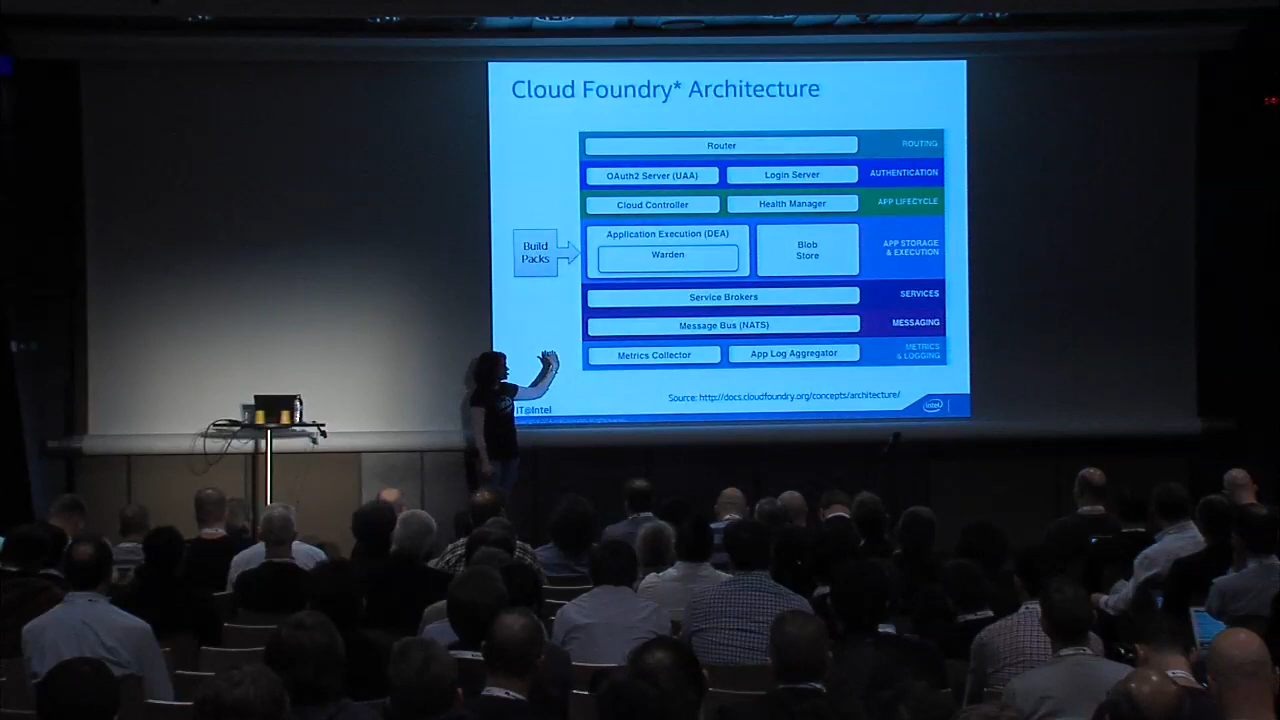 Cloud Foundry* Architecture
Router
ROUTING
OAuth2 Server (UAA)
Login Server
AUTHENTICATION
Cloud Controller
Health Manager
APP LIFECYCLE
Build
Packs
Application Execution (DEA)
Warden
Blob
Store
APP STORAGE
& EXECUTION
Service Brokers
SERVICES
Message Bus (NATS)
MESSAGING
Metrics Collector
App Log Aggregator
METRICS
& LOGGING
Source: http://docs.cloudfoundry.org/concepts/architecture/
IT@Intel
intel